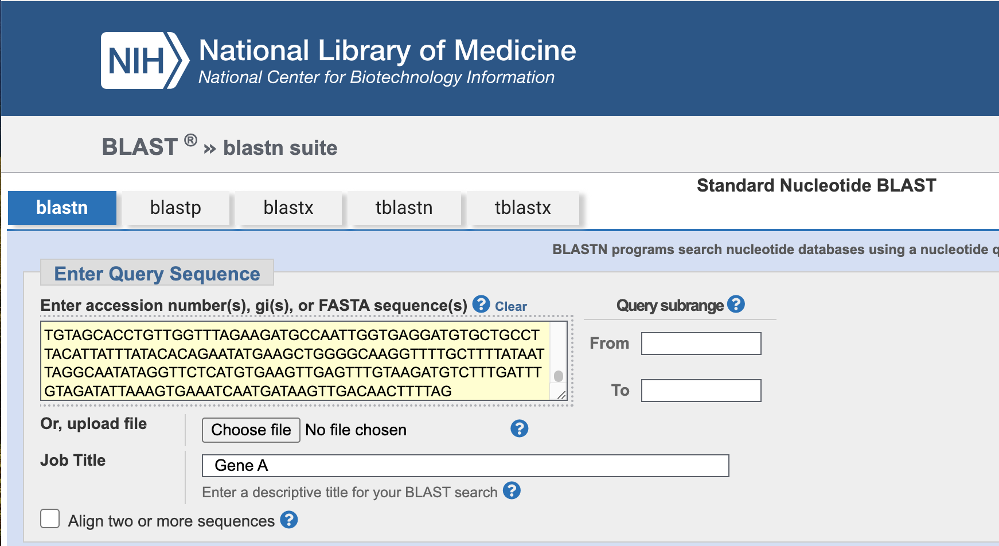 NIH National Library of Medicine
National Center for Biotechnology Information
BLAST ® » blastn suite
Standard Nucleotide BLAST
blastn blastp blastx tblastn tblastx
BLASTN programs search nucleotide databases using a nucleotide
Enter Query Sequence
Enter accession number(s), gi(s), or FASTA sequence(s) ? Clear
Query subrange ?
TGTAGCACCTGTTGGTTTAGAAGATGCCAATTGGTGAGGATGTGCTGCCT
TACATTATTTATACACAGAATATGAAGCTGGGGCAAGGTTTTGCTTTTATAAT
TAGGCAATATAGGTTCTCATGTGAAGTTGAGTTTGTAAGATGTCTTTGATTT
GTAGATATTAAAGTGAAATCAATGATAAGTTGACAACTTTTAG
From
To
Or, upload file
Choose file No file chosen ?
Job Title
Gene A
Enter a descriptive title for your BLAST search ?
Align two or more sequences ?